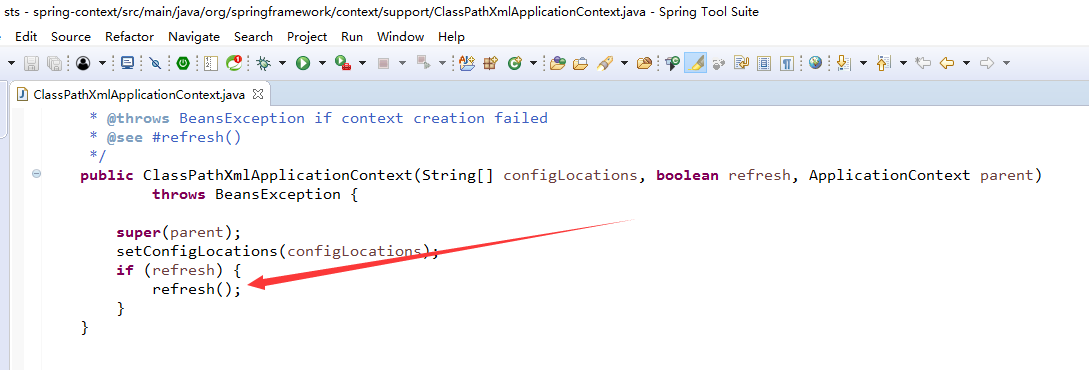 sts - spring-context/src/main/java/org/springframework/context/support/ClassPathXmlApplicationContext.java - Spring Tool Suite
Edit Source Refactor Navigate Search Project Run Window Help
ClassPathXmlApplicationContext.java
* @throws BeansException if context creation failed
* @see #refresh()
*/
public ClassPathXmlApplicationContext(String[] configLocations, boolean refresh, ApplicationContext parent)
throws BeansException {
super(parent);
setConfigLocations(configLocations);
if (refresh) {
refresh();
}
}